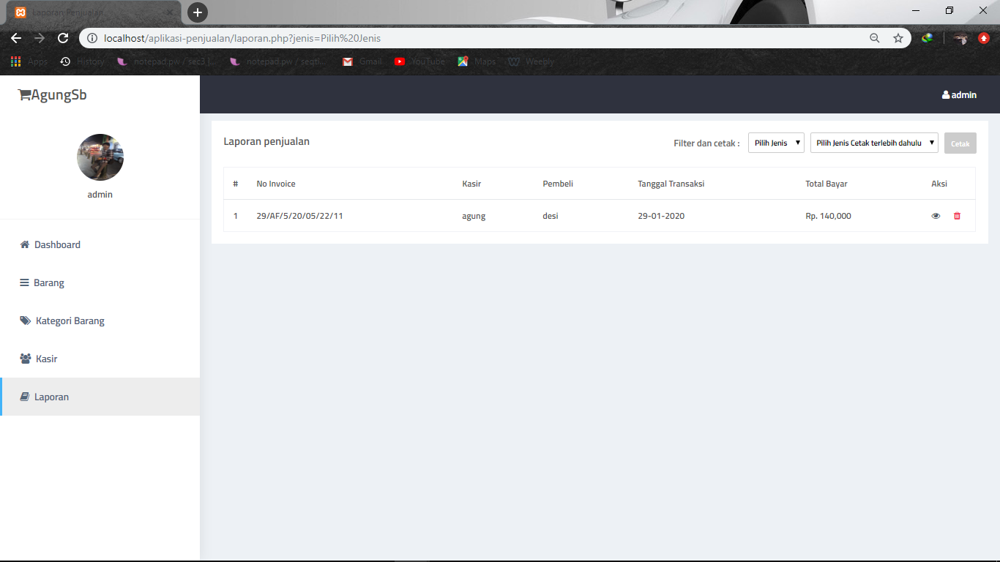 Laporan Penjualan
localhost/aplikasi-penjualan/laporan.php?jenis=Pilih%20Jenis
Apps History notepad.pw / sec3 |... notepad.pw / seqtl... Gmail YouTube Maps Weebly
AgungSb
admin
admin
Dashboard
Barang
Kategori Barang
Kasir
Laporan
Laporan penjualan
Filter dan cetak : Pilih Jenis Pilih Jenis Cetak terlebih dahulu Cetak
# No Invoice Kasir Pembeli Tanggal Transaksi Total Bayar Aksi
1 29/AF/5/20/05/22/11 agung desi 29-01-2020 Rp. 140,000